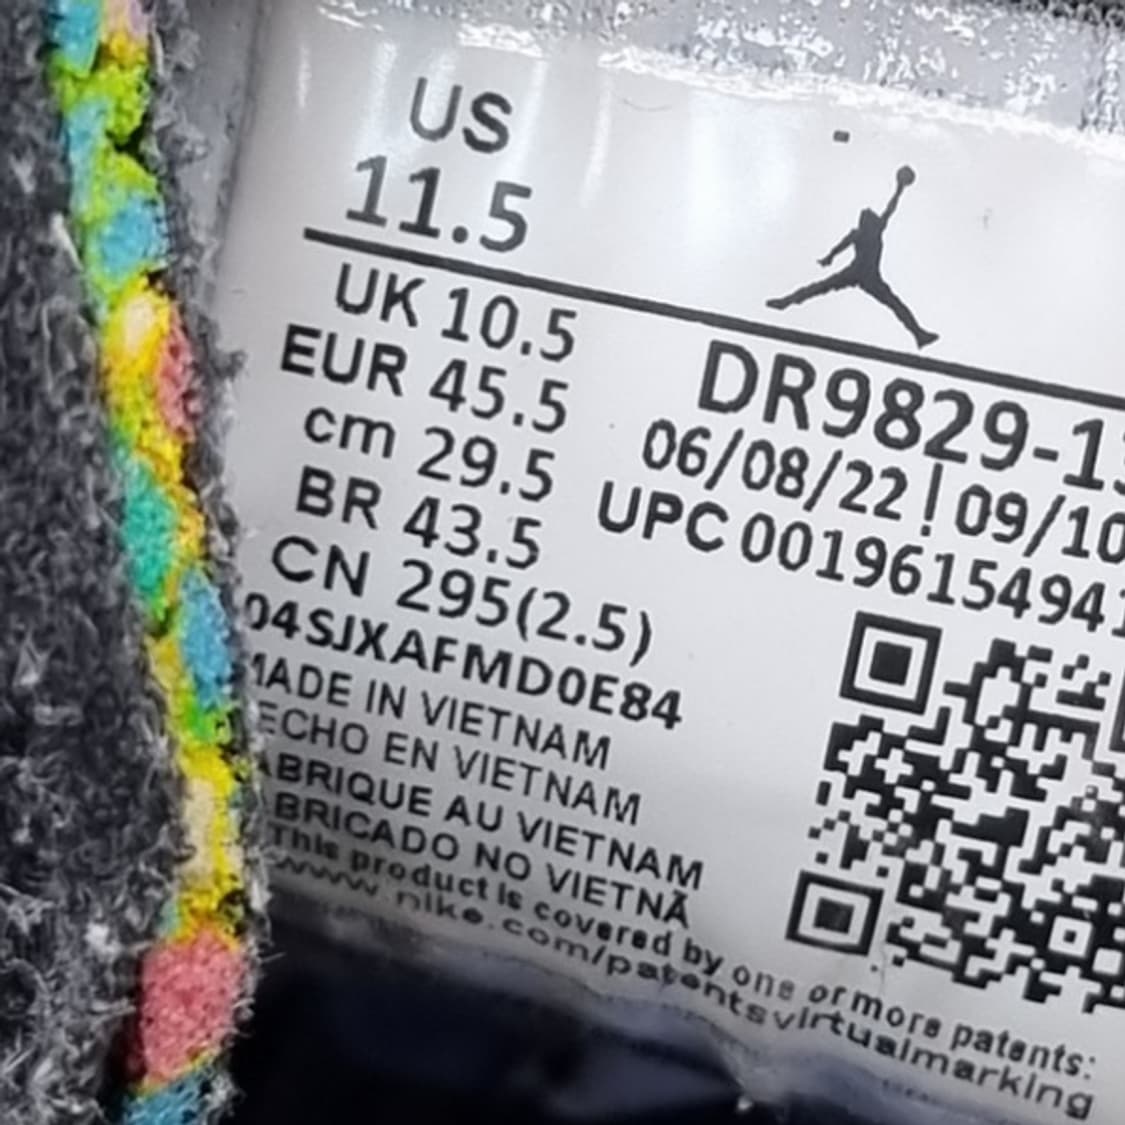 US
11.5
UK 10.5
EUR 45.5
cm 29.5
BR 43.5
CN 295(2.5)
04SJXAFMD0E84
MADE IN VIETNAM
ECHO EN VIETNAM
ABRIQUE AU VIETNAM
ABRICADO NO VIETNÃ
This product is covered by one or more patents:
www.nike.com/patentsvirtualmarking
DR9829-1
06/08/22 ! 09/10
UPC 00196154941